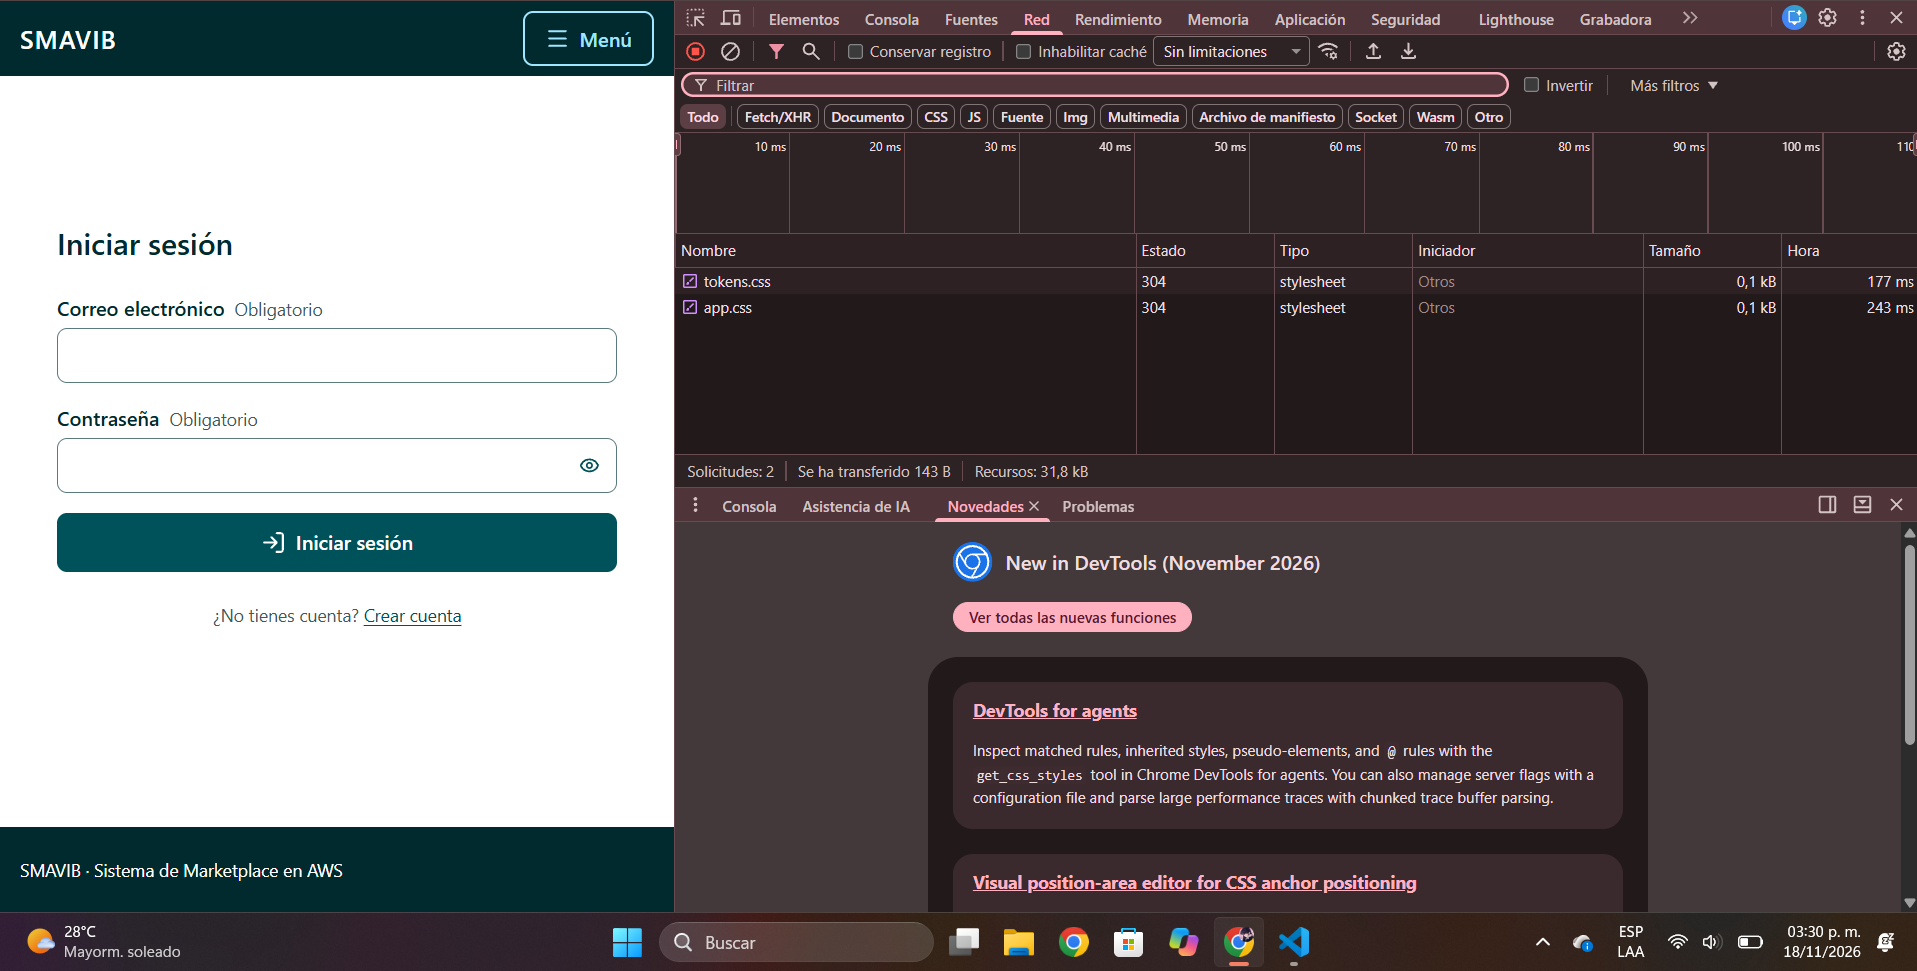 SMAVIB
Menú
Iniciar sesión
Correo electrónico Obligatorio
Contraseña Obligatorio
Iniciar sesión
¿No tienes cuenta? Crear cuenta
SMAVIB · Sistema de Marketplace en AWS
Elementos Consola Fuentes Red Rendimiento Memoria Aplicación Seguridad Lighthouse Grabadora
Conservar registro Inhabilitar caché Sin limitaciones
Filtrar Invertir Más filtros
Todo Fetch/XHR Documento CSS JS Fuente Img Multimedia Archivo de manifiesto Socket Wasm Otro
10 ms 20 ms 30 ms 40 ms 50 ms 60 ms 70 ms 80 ms 90 ms 100 ms 110
Nombre Estado Tipo Iniciador Tamaño Hora
tokens.css 304 stylesheet Otros 0,1 kB 177 ms
app.css 304 stylesheet Otros 0,1 kB 243 ms
Solicitudes: 2 Se ha transferido 143 B Recursos: 31,8 kB
Consola Asistencia de IA Novedades Problemas
New in DevTools (November 2026)
Ver todas las nuevas funciones
DevTools for agents
Inspect matched rules, inherited styles, pseudo-elements, and @ rules with the
get_css_styles tool in Chrome DevTools for agents. You can also manage server flags with a
configuration file and parse large performance traces with chunked trace buffer parsing.
Visual position-area editor for CSS anchor positioning
28°C
Mayorm. soleado
Buscar
ESP
LAA
03:30 p. m.
18/11/2026